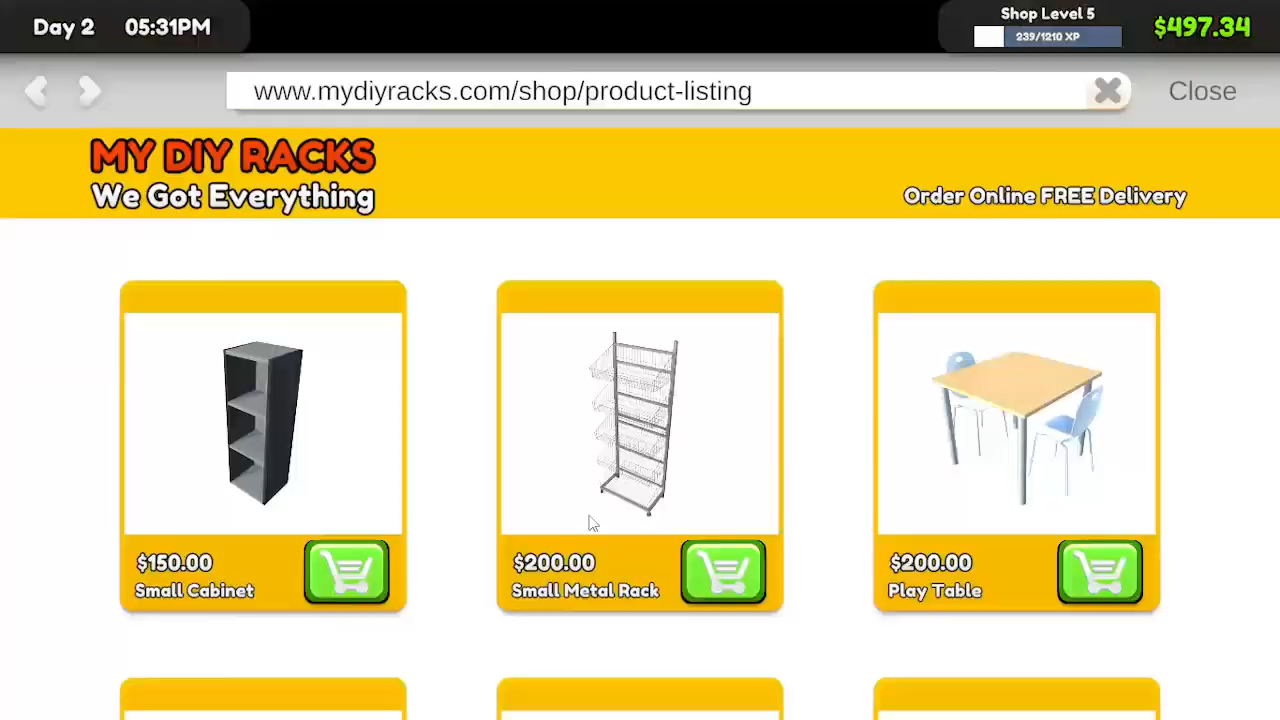 Day 2 05:31PM
Shop Level 5
239/1210 XP
$497.34
www.mydiyracks.com/shop/product-listing
Close
MY DIY RACKS
We Got Everything
Order Online FREE Delivery
$150.00
Small Cabinet
$200.00
Small Metal Rack
$200.00
Play Table